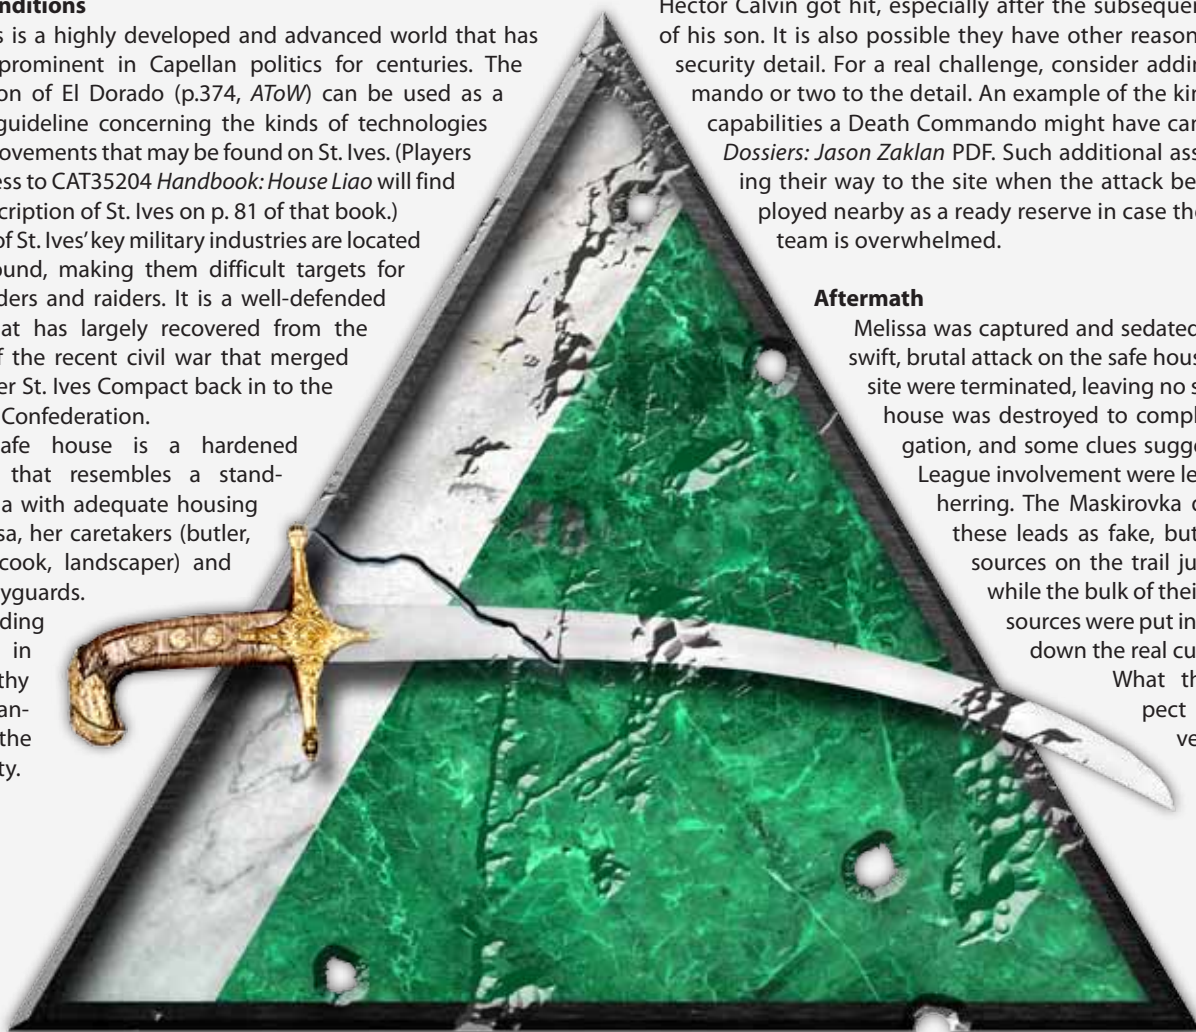 nditions
s is a highly developed and advanced world that has
prominent in Capellan politics for centuries. The
on of El Dorado (p.374, AToW) can be used as a
guideline concerning the kinds of technologies
ovements that may be found on St. Ives. (Players
ess to CAT35204 Handbook: House Liao will find
cription of St. Ives on p. 81 of that book.)
of St. Ives' key military industries are located
ound, making them difficult targets for
ders and raiders. It is a well-defended
at has largely recovered from the
f the recent civil war that merged
er St. Ives Compact back in to the
Confederation.
afe house is a hardened
that resembles a stand-
a with adequate housing
sa, her caretakers (butler,
cook, landscaper) and
yguards.
ding
in
thy
an-
the
ty.
Hector Calvin got hit, especially after the subsequen
of his son. It is also possible they have other reason
security detail. For a real challenge, consider addin
mando or two to the detail. An example of the kin
capabilities a Death Commando might have can
Dossiers: Jason Zaklan PDF. Such additional ass
ing their way to the site when the attack be
ployed nearby as a ready reserve in case the
team is overwhelmed.
Aftermath
Melissa was captured and sedated
swift, brutal attack on the safe hous
site were terminated, leaving no s
house was destroyed to compl
gation, and some clues sugge
League involvement were le
herring. The Maskirovka d
these leads as fake, but
sources on the trail ju
while the bulk of their
sources were put in
down the real cu
What th
pect
ve